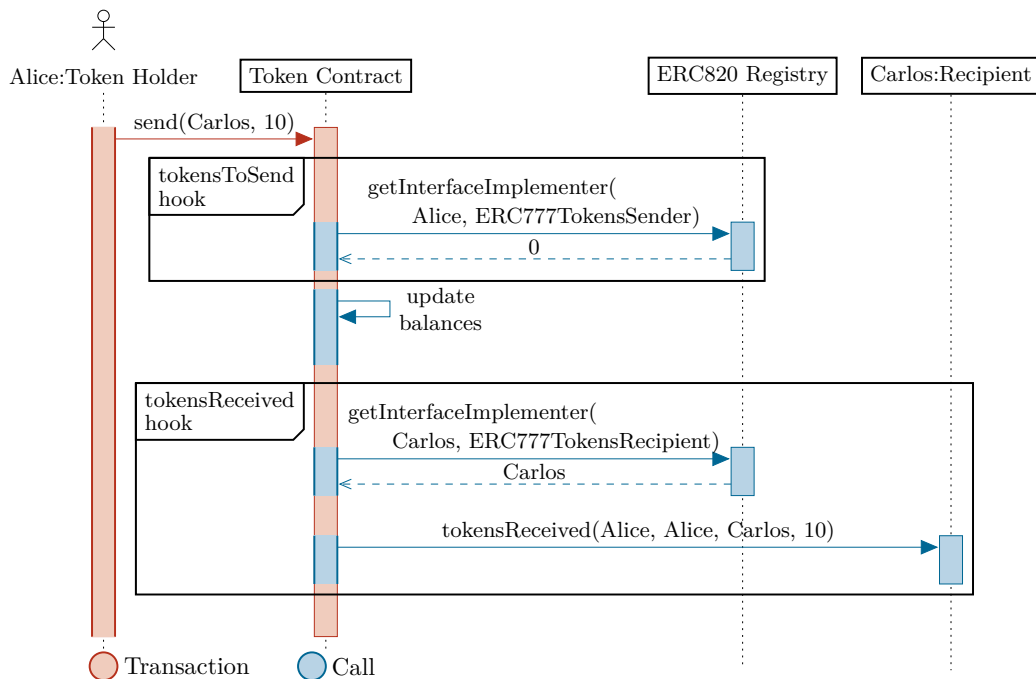 Alice:Token Holder
Token Contract
ERC820 Registry
Carlos:Recipient
send(Carlos, 10)
tokensToSend
hook
getInterfaceImplementer(
Alice, ERC777TokensSender)
0
update
balances
tokensReceived
hook
getInterfaceImplementer(
Carlos, ERC777TokensRecipient)
Carlos
tokensReceived(Alice, Alice, Carlos, 10)
Transaction
Call